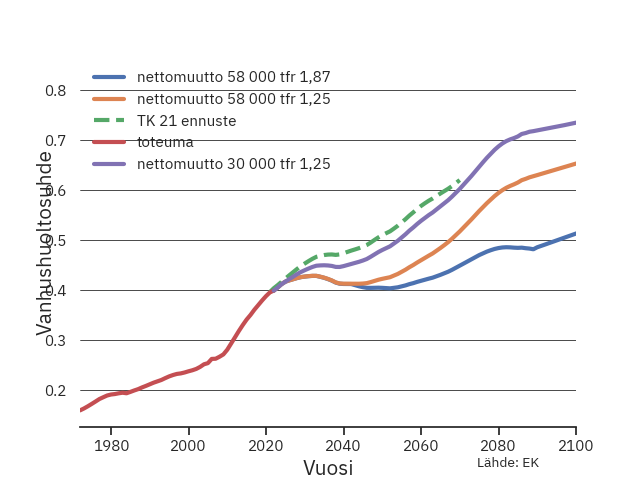 nettomuutto 58 000 tfr 1,87
nettomuutto 58 000 tfr 1,25
TK 21 ennuste
toteuma
nettomuutto 30 000 tfr 1,25
0.8
0.7
0.6
0.5
0.4
0.3
0.2
Vanhushuoltosuhde
1980 2000 2020 2040 2060 2080 2100
Vuosi
Lähde: EK